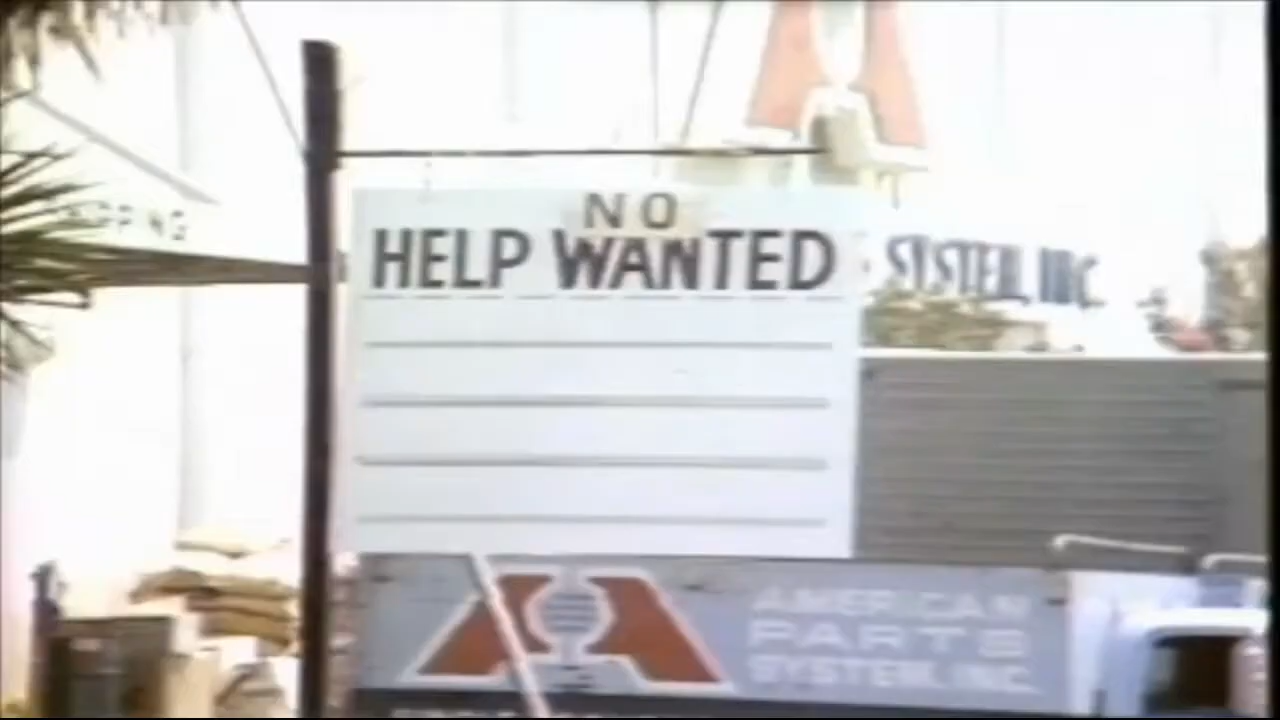 NO
HELP WANTED
SYSTEM, INC.
AMERICAN
PARTS
SYSTEM, INC.